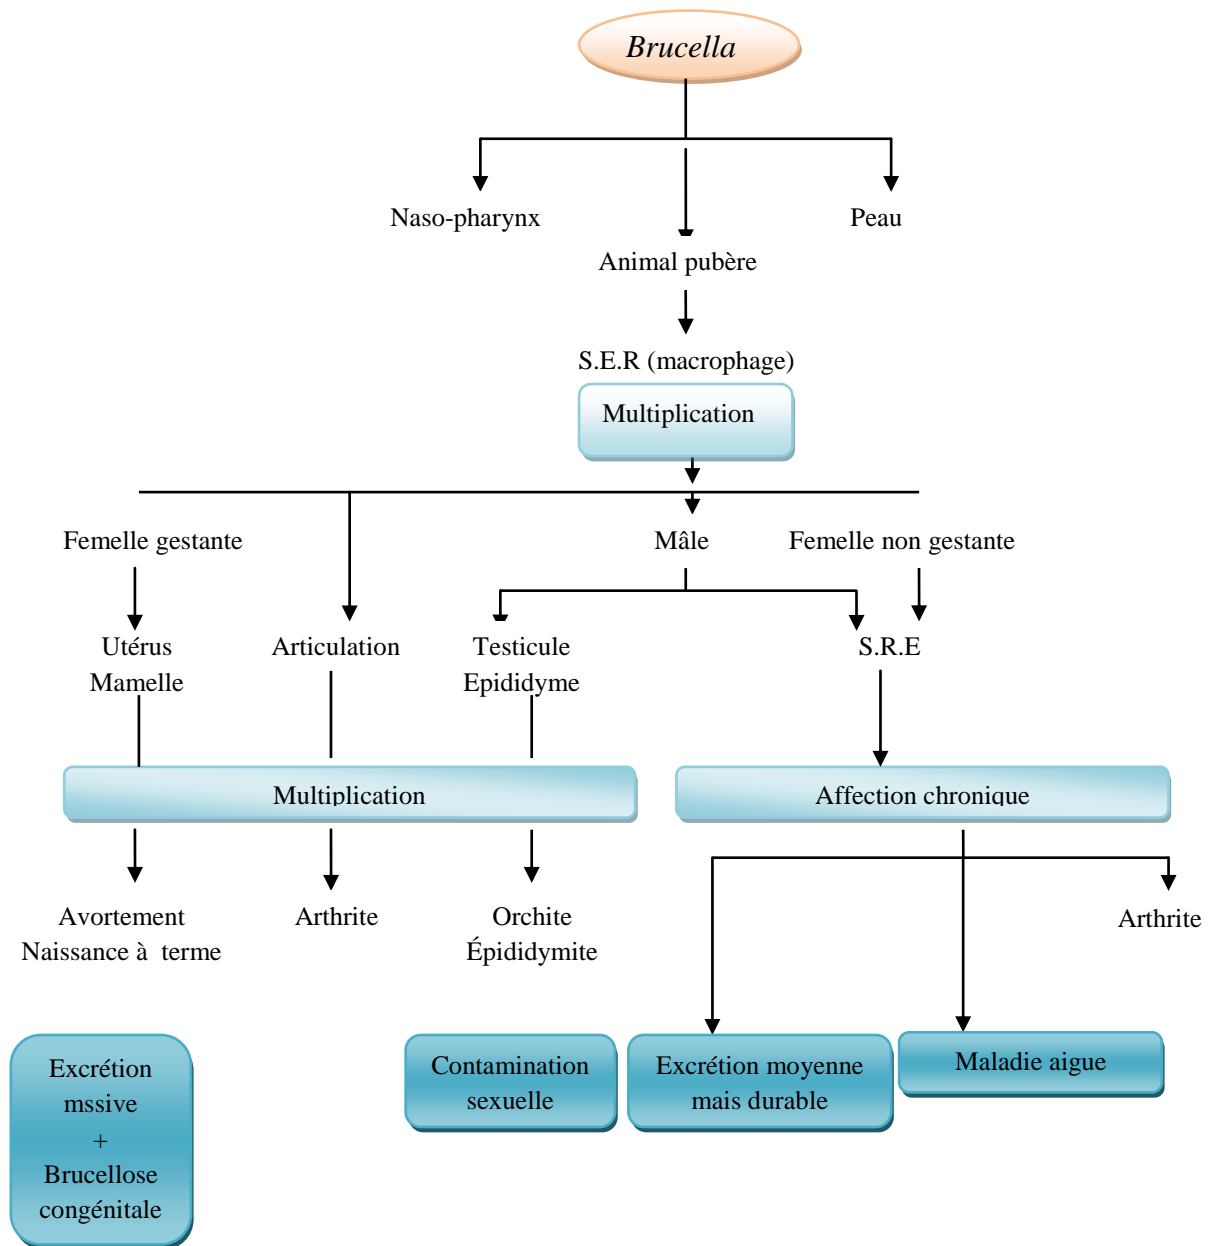 Brucella
Naso-pharynx
Peau
Animal pubère
S.E.R (macrophage)
Multiplication
Femelle gestante
Mâle
Femelle non gestante
Utérus
Mamelle
Articulation
Testicule
Epididyme
S.R.E
Multiplication
Affection chronique
Avortement
Naissance à terme
Arthrite
Orchite
Épididymite
Arthrite
Excrétion
mssive
+
Brucellose
congénitale
Contamination
sexuelle
Excrétion moyenne
mais durable
Maladie aigue